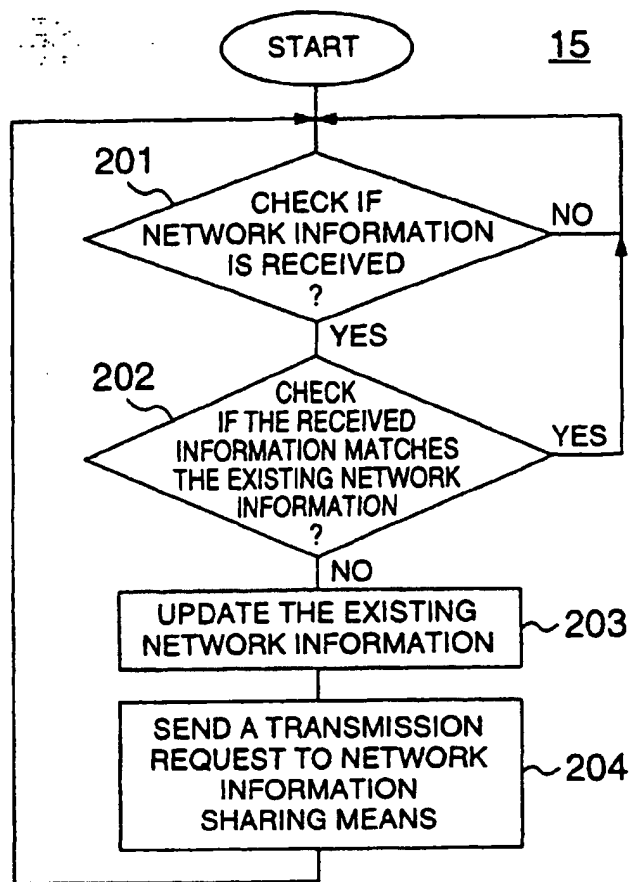 START
15
201
CHECK IF
NETWORK INFORMATION
IS RECEIVED
?
NO
YES
202
CHECK
IF THE RECEIVED
INFORMATION MATCHES
THE EXISTING NETWORK
INFORMATION
?
YES
NO
UPDATE THE EXISTING
NETWORK INFORMATION
203
SEND A TRANSMISSION
REQUEST TO NETWORK
INFORMATION
SHARING MEANS
204